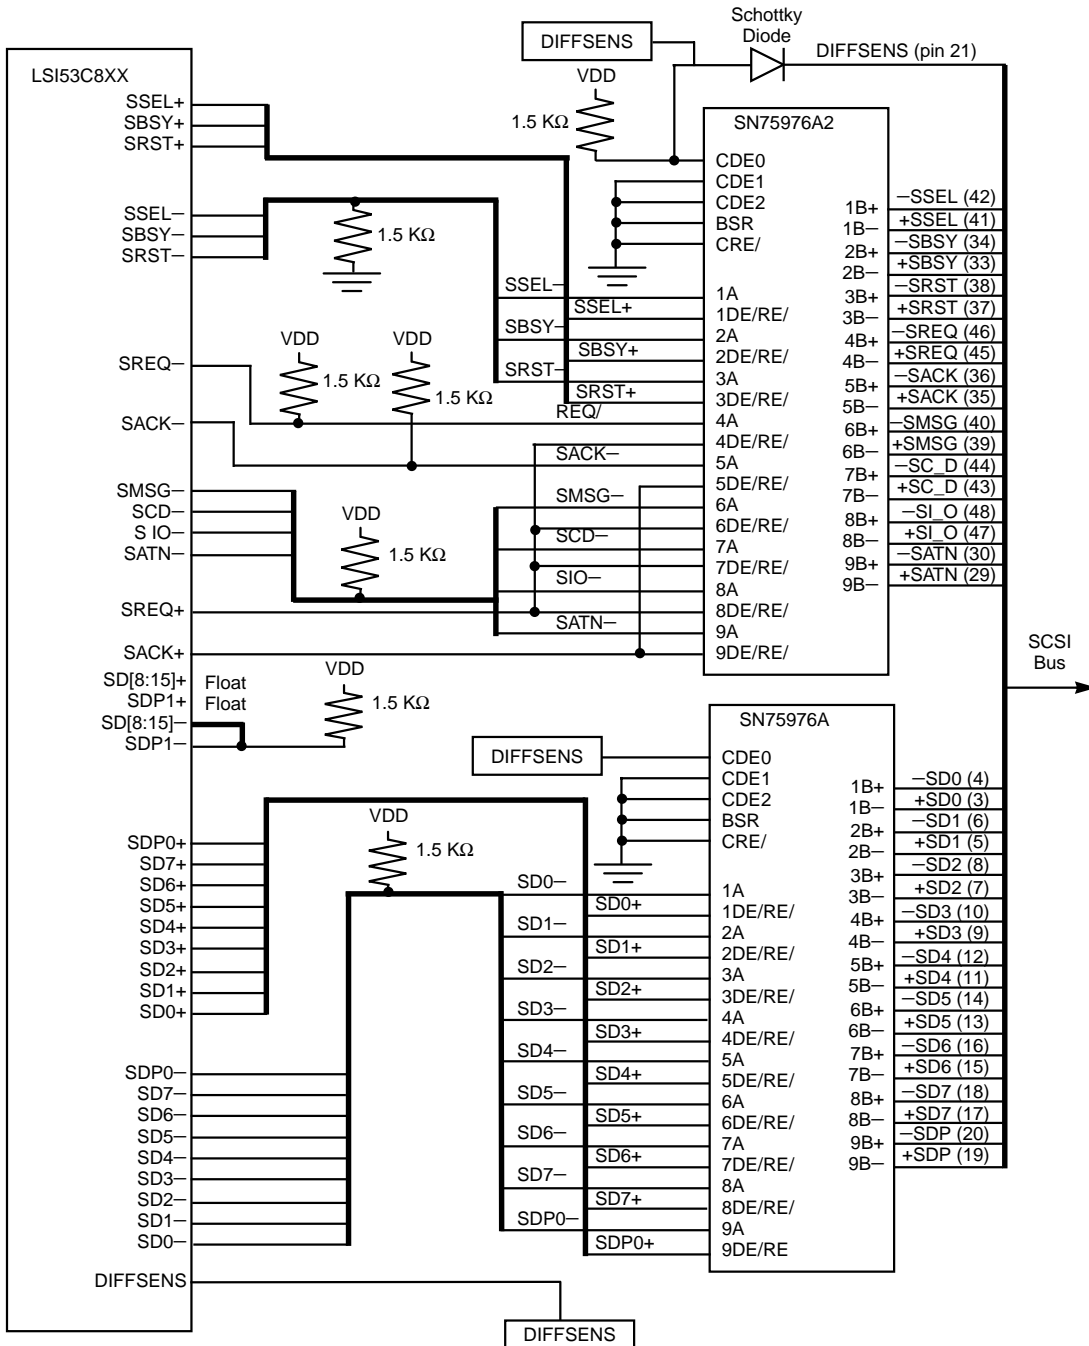 Schottky
Diode
DIFFSENS
DIFFSENS (pin 21)
LSI53C8XX
SSEL+
SBSY+
SRST+
SSEL−
SBSY−
SRST−
SREQ−
SACK−
SMSG−
SCD−
S IO−
SATN−
SREQ+
SACK+
SD[8:15]+
SDP1+
SD[8:15]−
SDP1−
Float
Float
SDP0+
SD7+
SD6+
SD5+
SD4+
SD3+
SD2+
SD1+
SD0+
SDP0−
SD7−
SD6−
SD5−
SD4−
SD3−
SD2−
SD1−
SD0−
DIFFSENS
VDD
1.5 KΩ
1.5 KΩ
VDD
1.5 KΩ
VDD
1.5 KΩ
VDD
1.5 KΩ
VDD
1.5 KΩ
VDD
1.5 KΩ
SSEL−
SSEL+
SBSY−
SBSY+
SRST−
SRST+
REQ/
SACK−
SMSG−
SCD−
SIO−
SATN−
SN75976A2
CDE0
CDE1
CDE2
BSR
CRE/
1A
1DE/RE/
2A
2DE/RE/
3A
3DE/RE/
4A
4DE/RE/
5A
5DE/RE/
6A
6DE/RE/
7A
7DE/RE/
8A
8DE/RE/
9A
9DE/RE/
1B+
1B−
2B+
2B−
3B+
3B−
4B+
4B−
5B+
5B−
6B+
6B−
7B+
7B−
8B+
8B−
9B+
9B−
−SSEL (42)
+SSEL (41)
−SBSY (34)
+SBSY (33)
−SRST (38)
+SRST (37)
−SREQ (46)
+SREQ (45)
−SACK (36)
+SACK (35)
−SMSG (40)
+SMSG (39)
−SC_D (44)
+SC_D (43)
−SI_O (48)
+SI_O (47)
−SATN (30)
+SATN (29)
SCSI
Bus
DIFFSENS
SN75976A
CDE0
CDE1
CDE2
BSR
CRE/
SD0−
SD0+
SD1−
SD1+
SD2−
SD2+
SD3−
SD3+
SD4−
SD4+
SD5−
SD5+
SD6−
SD6+
SD7−
SD7+
SDP0−
SDP0+
1A
1DE/RE/
2A
2DE/RE/
3A
3DE/RE/
4A
4DE/RE/
5A
5DE/RE/
6A
6DE/RE/
7A
7DE/RE/
8A
8DE/RE/
9A
9DE/RE
1B+
1B−
2B+
2B−
3B+
3B−
4B+
4B−
5B+
5B−
6B+
6B−
7B+
7B−
8B+
8B−
9B+
9B−
−SD0 (4)
+SD0 (3)
−SD1 (6)
+SD1 (5)
−SD2 (8)
+SD2 (7)
−SD3 (10)
+SD3 (9)
−SD4 (12)
+SD4 (11)
−SD5 (14)
+SD5 (13)
−SD6 (16)
+SD6 (15)
−SD7 (18)
+SD7 (17)
−SDP (20)
+SDP (19)
DIFFSENS